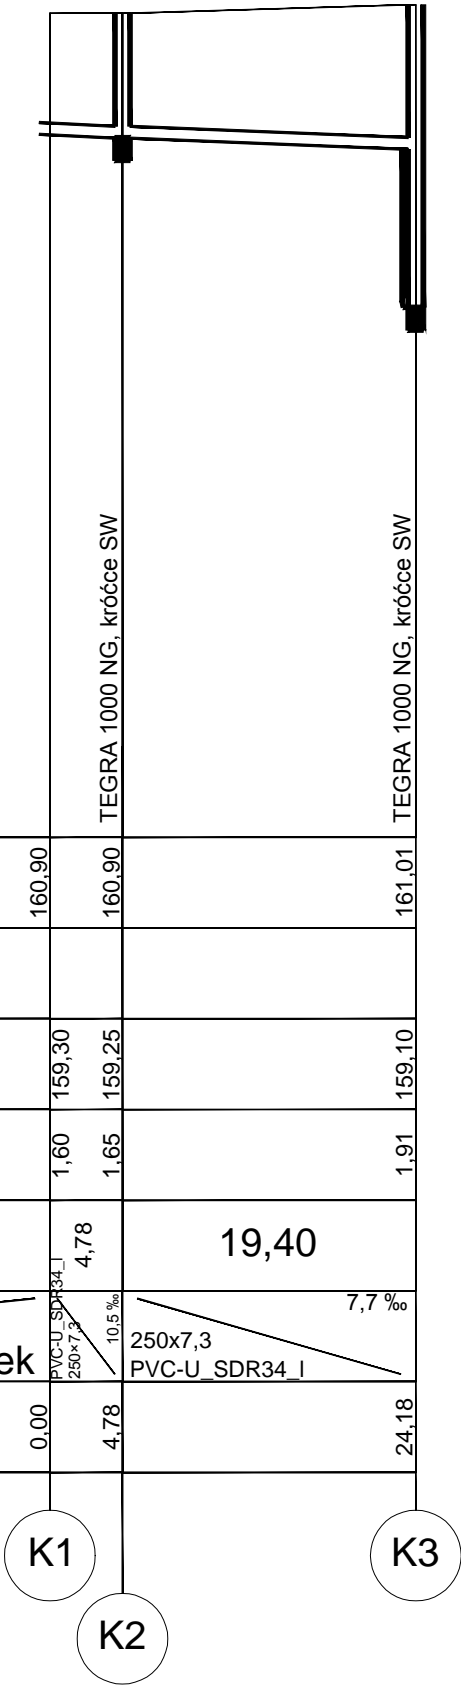 TEGRA 1000 NG, króćce SW
TEGRA 1000 NG, króćce SW
160,90
160,90
161,01
159,30
159,25
159,10
1,60
1,65
1,91
4,78
19,40
PVC-U_SDR34_I
250×7,3
10,5 ‰
7,7 ‰
250x7,3
PVC-U_SDR34_I
ek
0,00
4,78
24,18
K1
K3
K2